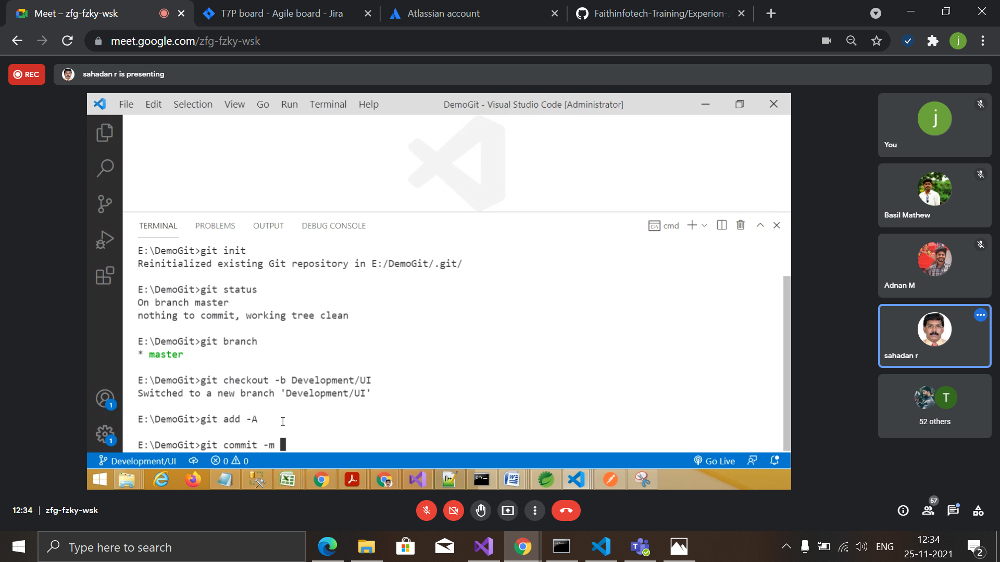 Meet – zfg-fzky-wsk
T7P board - Agile board - Jira
Atlassian account
Faithinfotech-Training/Experion-
meet.google.com/zfg-fzky-wsk
j
REC
sahadan r is presenting
File Edit Selection View Go Run Terminal Help
DemoGit - Visual Studio Code [Administrator]
TERMINAL PROBLEMS OUTPUT DEBUG CONSOLE
cmd
E:\DemoGit>git init
Reinitialized existing Git repository in E:/DemoGit/.git/
E:\DemoGit>git status
On branch master
nothing to commit, working tree clean
E:\DemoGit>git branch
* master
E:\DemoGit>git checkout -b Development/UI
Switched to a new branch 'Development/UI'
E:\DemoGit>git add -A
E:\DemoGit>git commit -m
1
1
Development/UI
0 0
Go Live
j
You
Basil Mathew
Adnan M
sahadan r
T
52 others
12:34 | zfg-fzky-wsk
57
Type here to search
ENG
12:34
25-11-2021
2